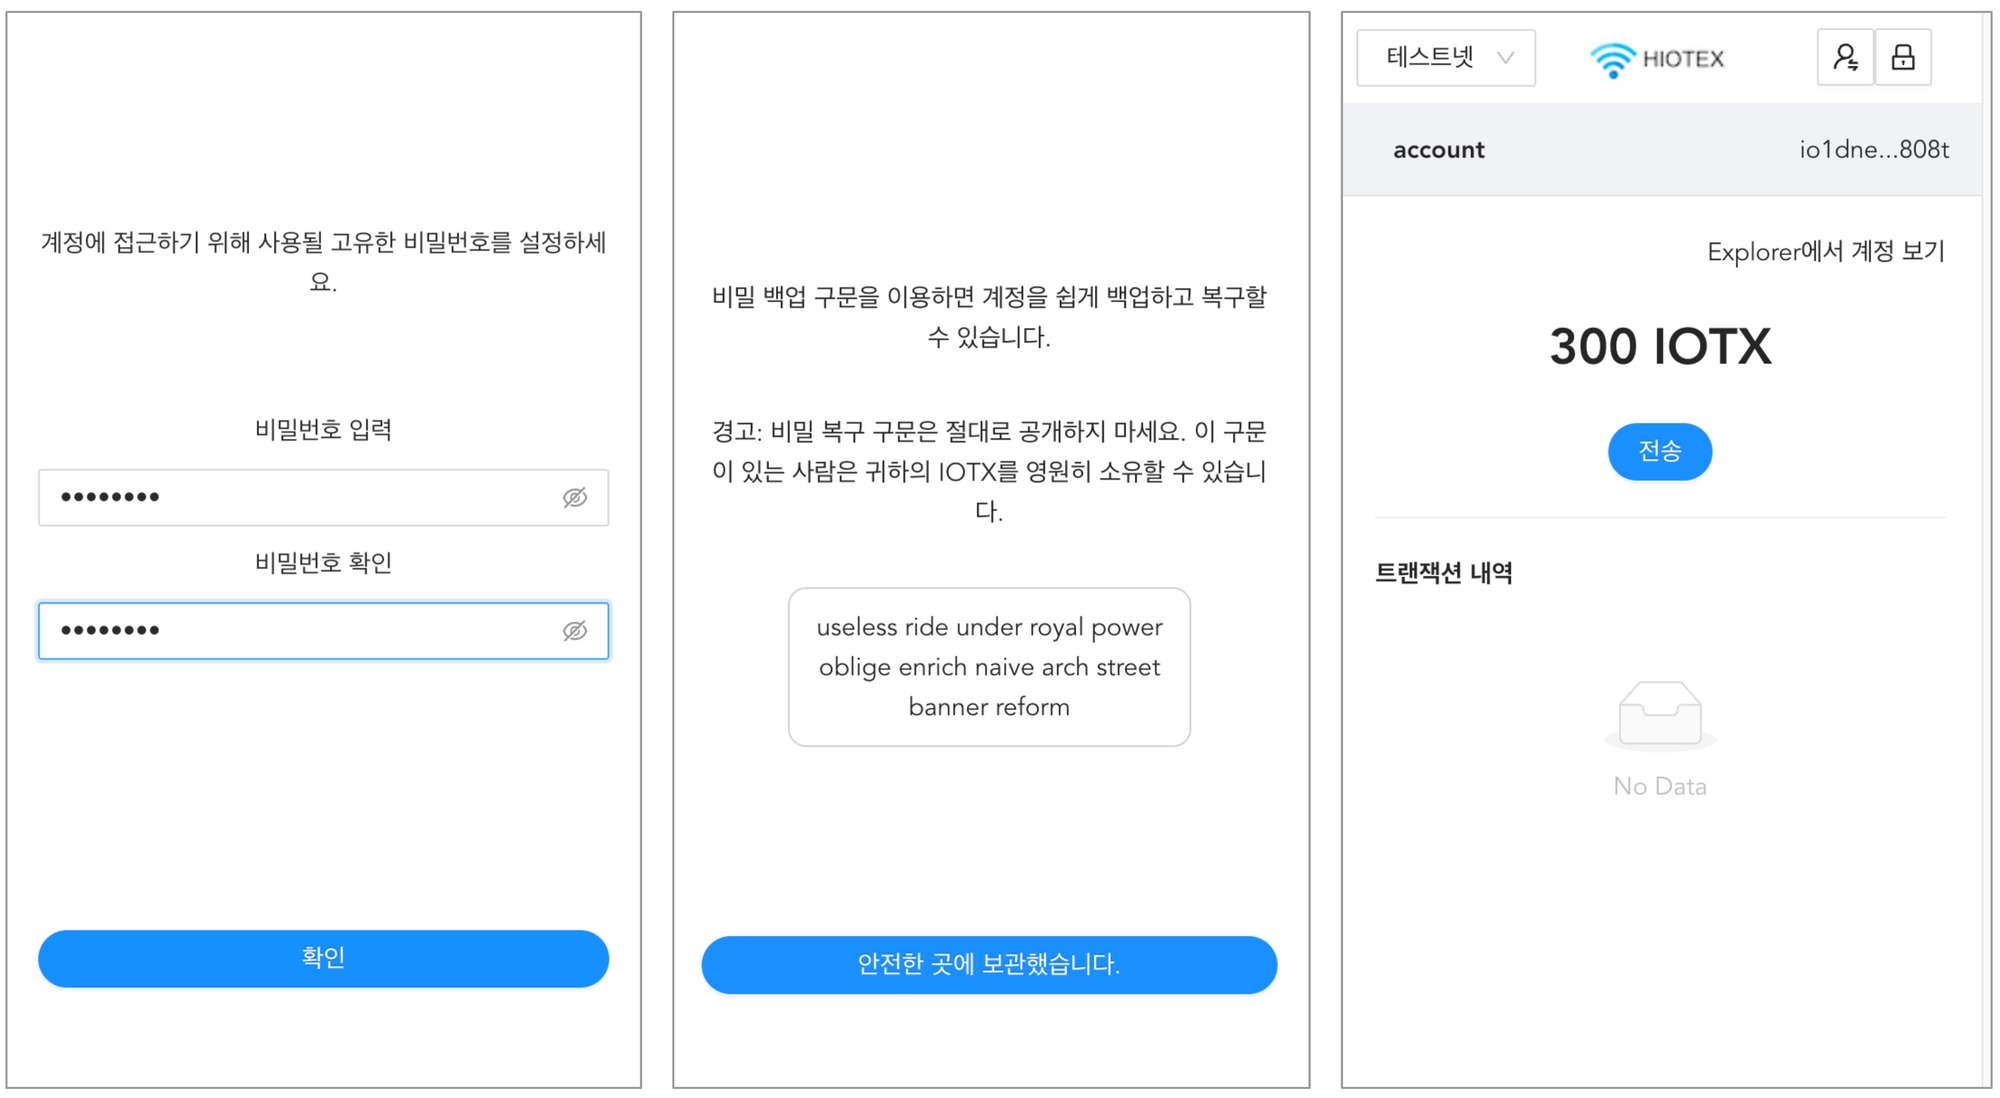 계정에 접근하기 위해 사용될 고유한 비밀번호를 설정하세
요.
비밀번호 입력
••••••••
비밀번호 확인
••••••••
확인
비밀 백업 구문을 이용하면 계정을 쉽게 백업하고 복구할
수 있습니다.
경고: 비밀 복구 구문은 절대로 공개하지 마세요. 이 구문
이 있는 사람은 귀하의 IOTX를 영원히 소유할 수 있습니
다.
useless ride under royal power
oblige enrich naive arch street
banner reform
안전한 곳에 보관했습니다.
테스트넷
HIOTEX
account
io1dne...808t
Explorer에서 계정 보기
300 IOTX
전송
트랜잭션 내역
No Data